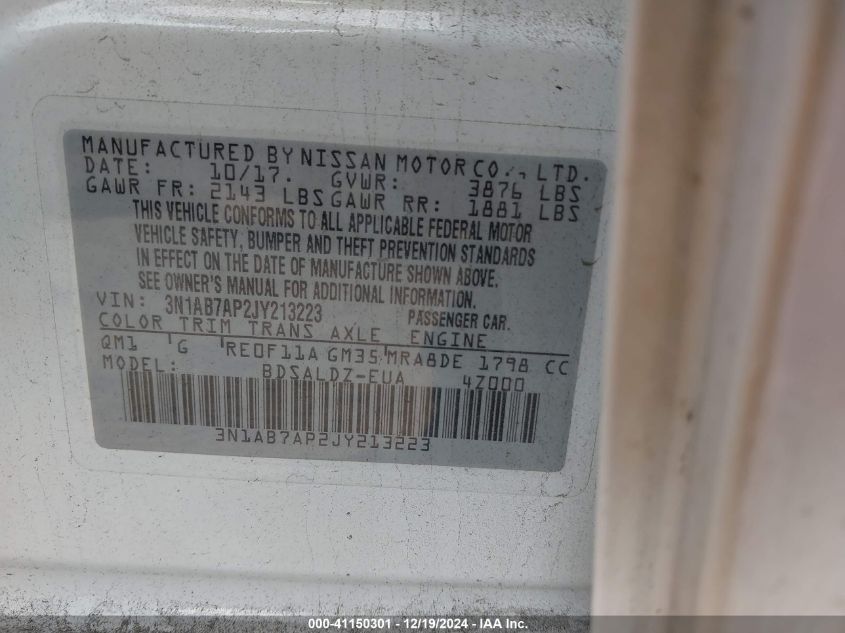 MANUFACTURED BY NISSAN MOTOR CO., LTD.
DATE: 10/17. GVWR: 3876 LBS
GAWR FR: 2143 LBS GAWR RR: 1881 LBS
THIS VEHICLE CONFORMS TO ALL APPLICABLE FEDERAL MOTOR
VEHICLE SAFETY, BUMPER AND THEFT PREVENTION STANDARDS
IN EFFECT ON THE DATE OF MANUFACTURE SHOWN ABOVE.
SEE OWNER'S MANUAL FOR ADDITIONAL INFORMATION.
VIN: 3N1AB7AP2JY213223 PASSENGER CAR.
COLOR TRIM TRANS AXLE ENGINE
QM1 G RE0F11A GM35 MRA8DE 1798 CC
MODEL: BDSALDZ-EUA 4Z000
3N1AB7AP2JY213223
000-41150301 - 12/19/2024 - IAAI.COM